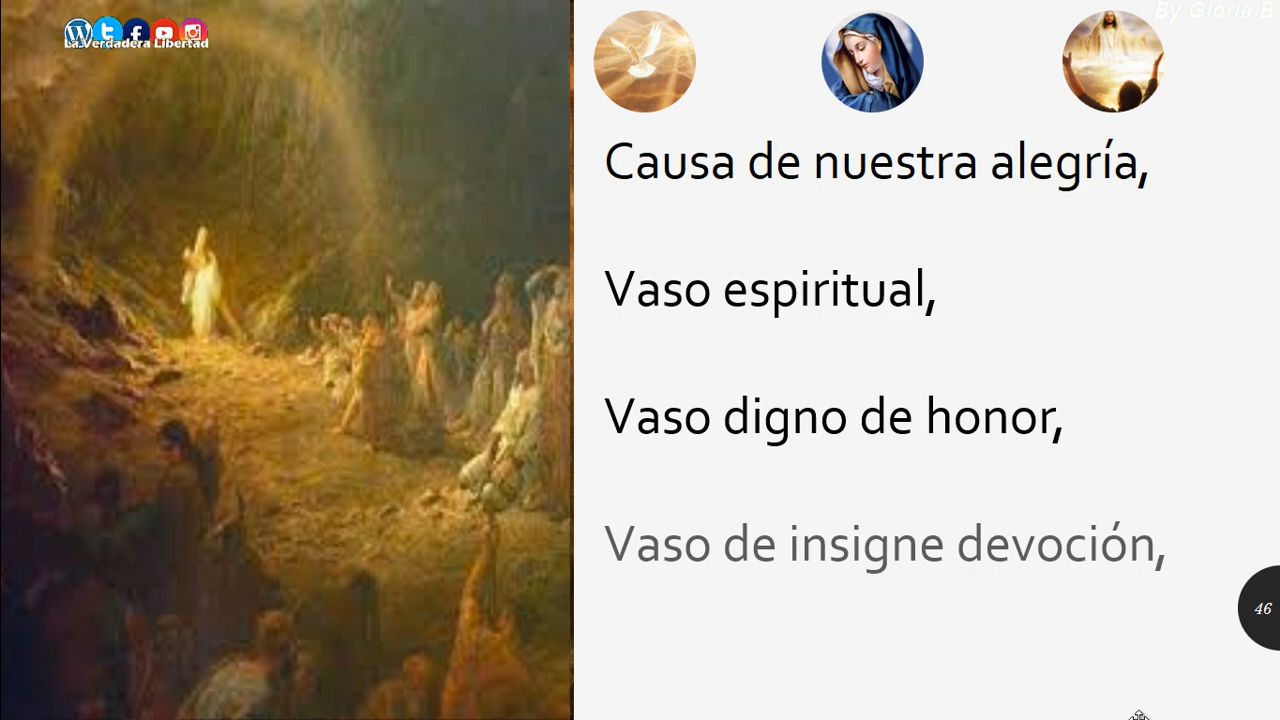 La Verdadera Libertad
By Gloria B
Causa de nuestra alegría,
Vaso espiritual,
Vaso digno de honor,
Vaso de insigne devoción,
46